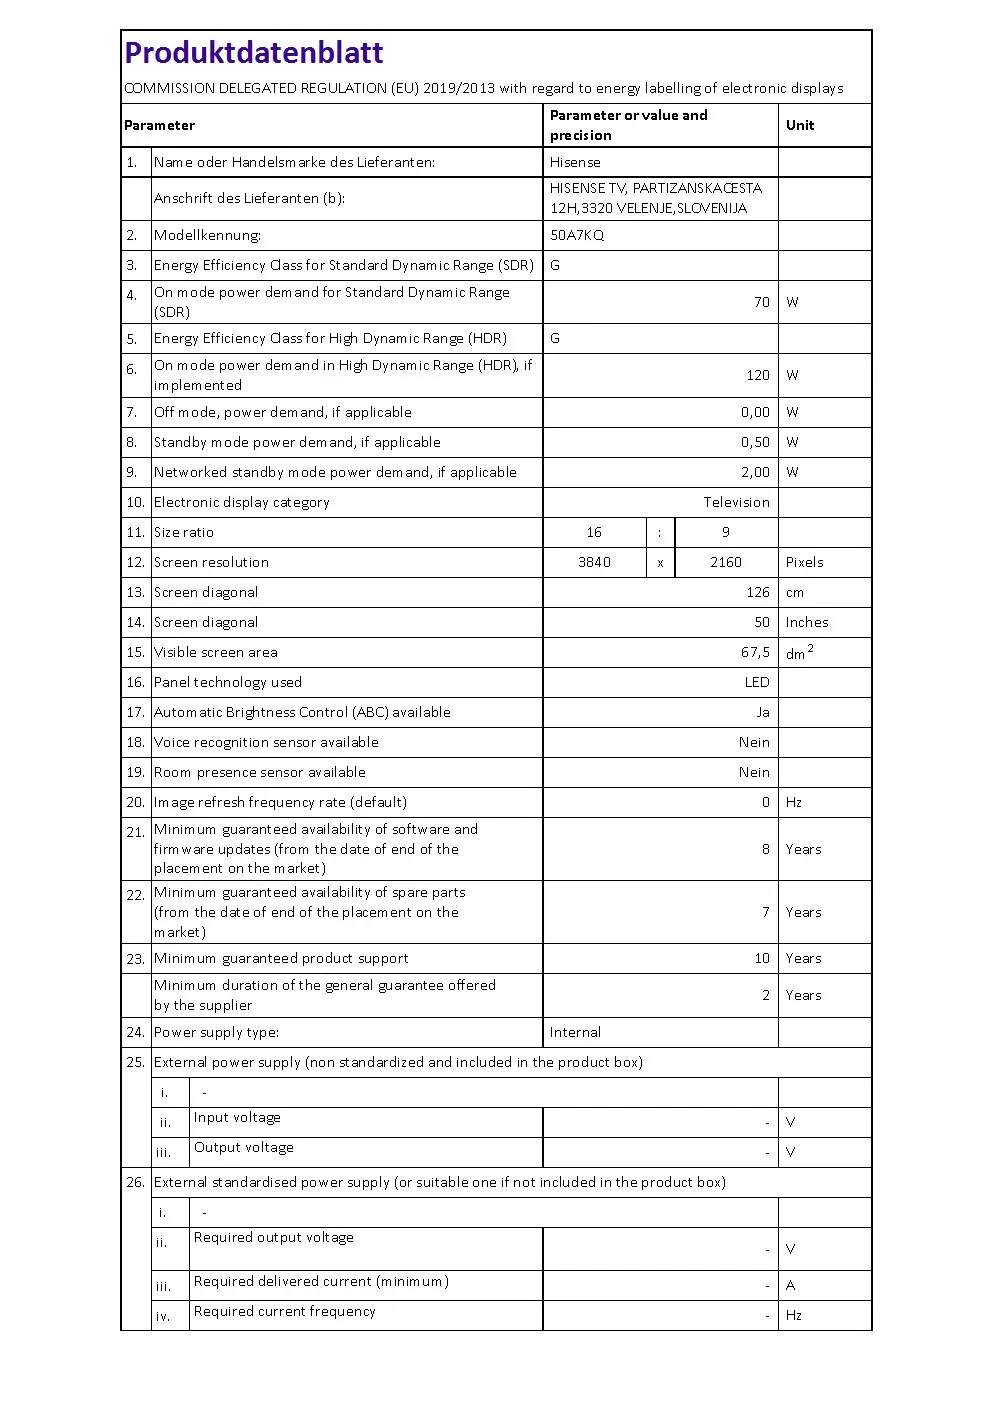 Produktdatenblatt
COMMISSION DELEGATED REGULATION (EU) 2019/2013 with regard to energy labelling of electronic displays
Parameter Parameter or value and precision Unit
1. Name oder Handelsmarke des Lieferanten: Hisense
Anschrift des Lieferanten (b): HISENSE TV, PARTIZANSKACESTA
12H,3320 VELENJE,SLOVENIJA
2. Modellkennung: 50A7KQ
3. Energy Efficiency Class for Standard Dynamic Range (SDR) G
4. On mode power demand for Standard Dynamic Range
(SDR) 70 W
5. Energy Efficiency Class for High Dynamic Range (HDR) G
6. On mode power demand in High Dynamic Range (HDR), if
implemented 120 W
7. Off mode, power demand, if applicable 0,00 W
8. Standby mode power demand, if applicable 0,50 W
9. Networked standby mode power demand, if applicable 2,00 W
10. Electronic display category Television
11. Size ratio 16 : 9
12. Screen resolution 3840 x 2160 Pixels
13. Screen diagonal 126 cm
14. Screen diagonal 50 Inches
15. Visible screen area 67,5 dm2
16. Panel technology used LED
17. Automatic Brightness Control (ABC) available Ja
18. Voice recognition sensor available Nein
19. Room presence sensor available Nein
20. Image refresh frequency rate (default) 0 Hz
21. Minimum guaranteed availability of software and
firmware updates (from the date of end of the
placement on the market) 8 Years
22. Minimum guaranteed availability of spare parts
(from the date of end of the placement on the
market) 7 Years
23. Minimum guaranteed product support 10 Years
Minimum duration of the general guarantee offered
by the supplier 2 Years
24. Power supply type: Internal
25. External power supply (non standardized and included in the product box)
i. -
ii. Input voltage - V
iii. Output voltage - V
26. External standardised power supply (or suitable one if not included in the product box)
i. -
ii. Required output voltage - V
iii. Required delivered current (minimum) - A
iv. Required current frequency - Hz